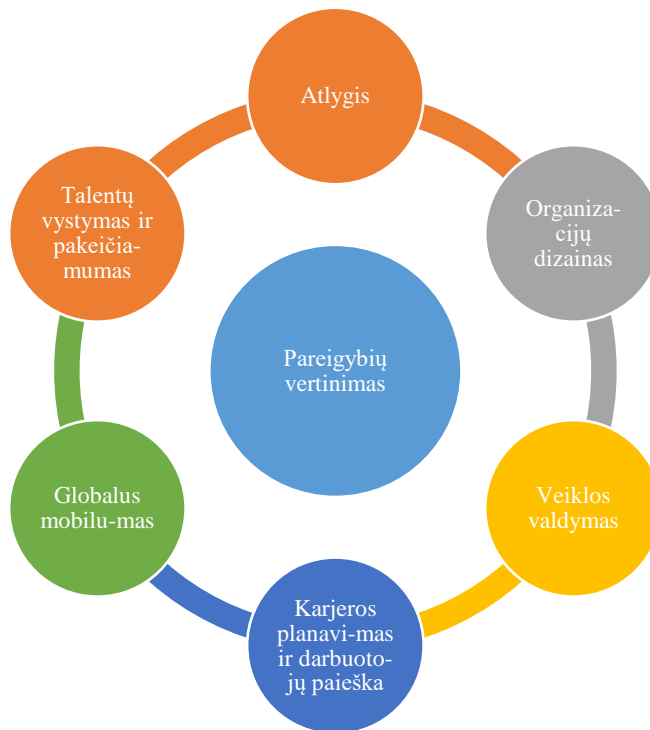 Atlygis
Talentų
vystymas ir
pakeičia-
mumas
Organiza-
cijų
dizainas
Pareigybių
vertinimas
Globalus
mobilu-mas
Veiklos
valdymas
Karjeros
planavi-mas
ir darbuoto-
jų paieška